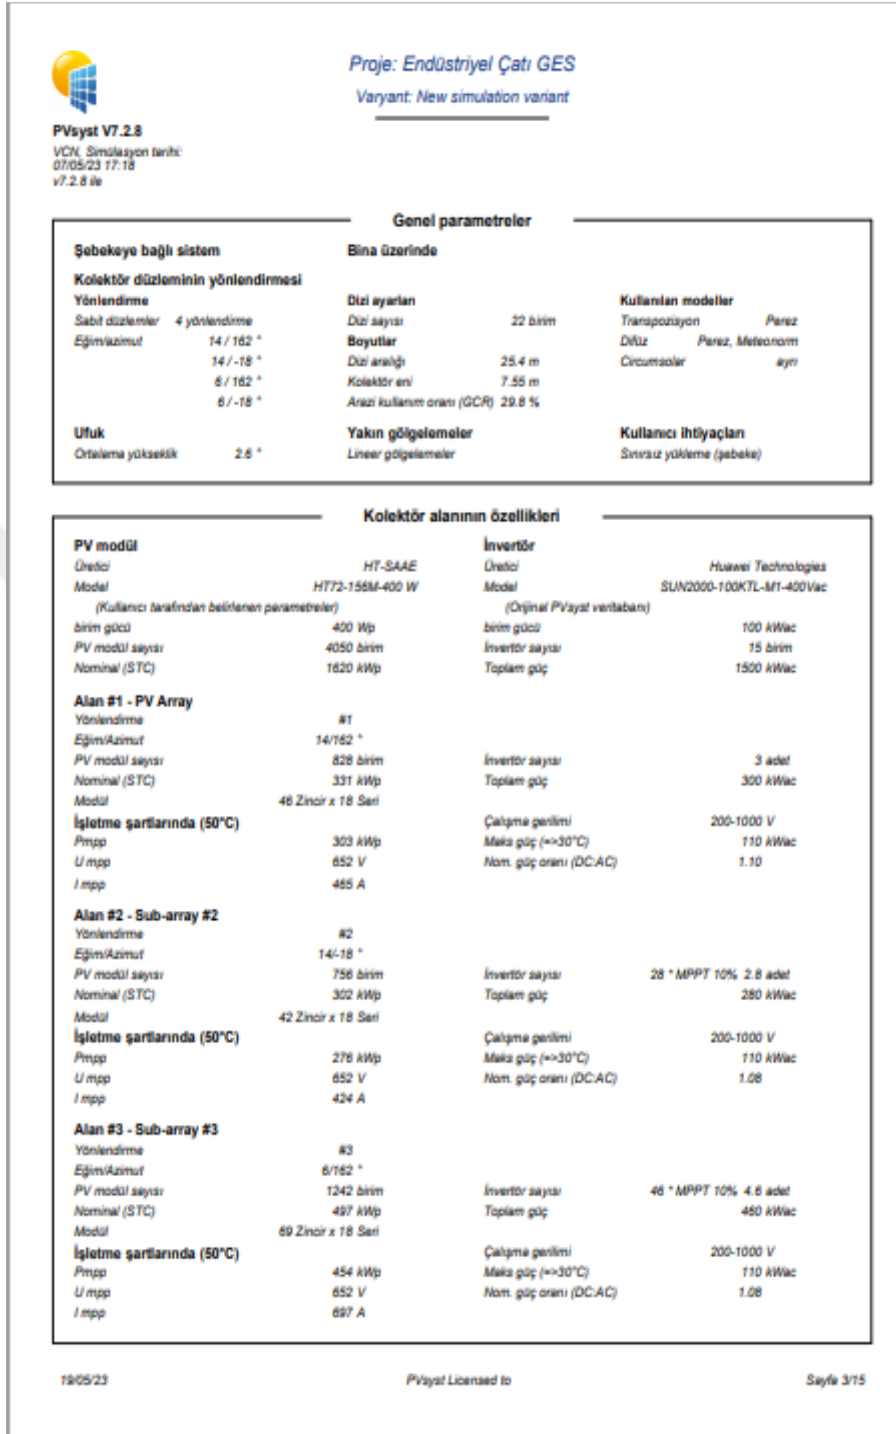 Proje: Endüstriyel Çatı GES
Varyant: New simulation variant
PVsyst V7.2.8
VCN, Simülasyon tarihi:
07/05/23 17:18
v7.2.8 ile
Genel parametreler
Şebekeye bağlı sistem Bina üzerinde
Kolektör düzleminin yönlendirmesi
Yönlendirme Dizi ayarları Kullanılan modeller
Sabit düzlemler 4 yönlendirme Dizi sayısı 22 birim Transpozisyon Perez
Eğim/azimut 14 / 162 ° Boyutlar Difüz Perez, Meteonorm
14 / -18 ° Dizi aralığı 25.4 m Circumsolar ayrı
6 / 162 ° Kolektör eni 7.55 m
6 / -18 ° Arazi kullanım oranı (GCR) 29.8 %
Ufuk Yakın gölgelemeler Kullanıcı ihtiyaçları
Ortalama yükseklik 2.6 ° Lineer gölgelemeler Sınırsız yükleme (şebeke)
Kolektör alanının özellikleri
PV modül İnvertör
Üretici HT-SAAE Üretici Huawei Technologies
Model HT72-156M-400 W Model SUN2000-100KTL-M1-400Vac
(Kullanıcı tarafından belirlenen parametreler) (Orijinal PVsyst veritabanı)
birim gücü 400 Wp birim gücü 100 kWac
PV modül sayısı 4050 birim İnvertör sayısı 15 birim
Nominal (STC) 1620 kWp Toplam güç 1500 kWac
Alan #1 - PV Array
Yönlendirme #1
Eğim/Azimut 14/162 °
PV modül sayısı 828 birim İnvertör sayısı 3 adet
Nominal (STC) 331 kWp Toplam güç 300 kWac
Modül 46 Zincir x 18 Seri
İşletme şartlarında (50°C) Çalışma gerilimi 200-1000 V
Pmpp 303 kWp Maks güç (=>30°C) 110 kWac
U mpp 652 V Nom. güç oranı (DC:AC) 1.10
I mpp 465 A
Alan #2 - Sub-array #2
Yönlendirme #2
Eğim/Azimut 14/-18 °
PV modül sayısı 756 birim İnvertör sayısı 28 * MPPT 10% 2.8 adet
Nominal (STC) 302 kWp Toplam güç 280 kWac
Modül 42 Zincir x 18 Seri
İşletme şartlarında (50°C) Çalışma gerilimi 200-1000 V
Pmpp 276 kWp Maks güç (=>30°C) 110 kWac
U mpp 652 V Nom. güç oranı (DC:AC) 1.08
I mpp 424 A
Alan #3 - Sub-array #3
Yönlendirme #3
Eğim/Azimut 6/162 °
PV modül sayısı 1242 birim İnvertör sayısı 46 * MPPT 10% 4.6 adet
Nominal (STC) 497 kWp Toplam güç 460 kWac
Modül 69 Zincir x 18 Seri
İşletme şartlarında (50°C) Çalışma gerilimi 200-1000 V
Pmpp 454 kWp Maks güç (=>30°C) 110 kWac
U mpp 652 V Nom. güç oranı (DC:AC) 1.08
I mpp 697 A
19/05/23 PVsyst Licensed to Sayfa 3/15